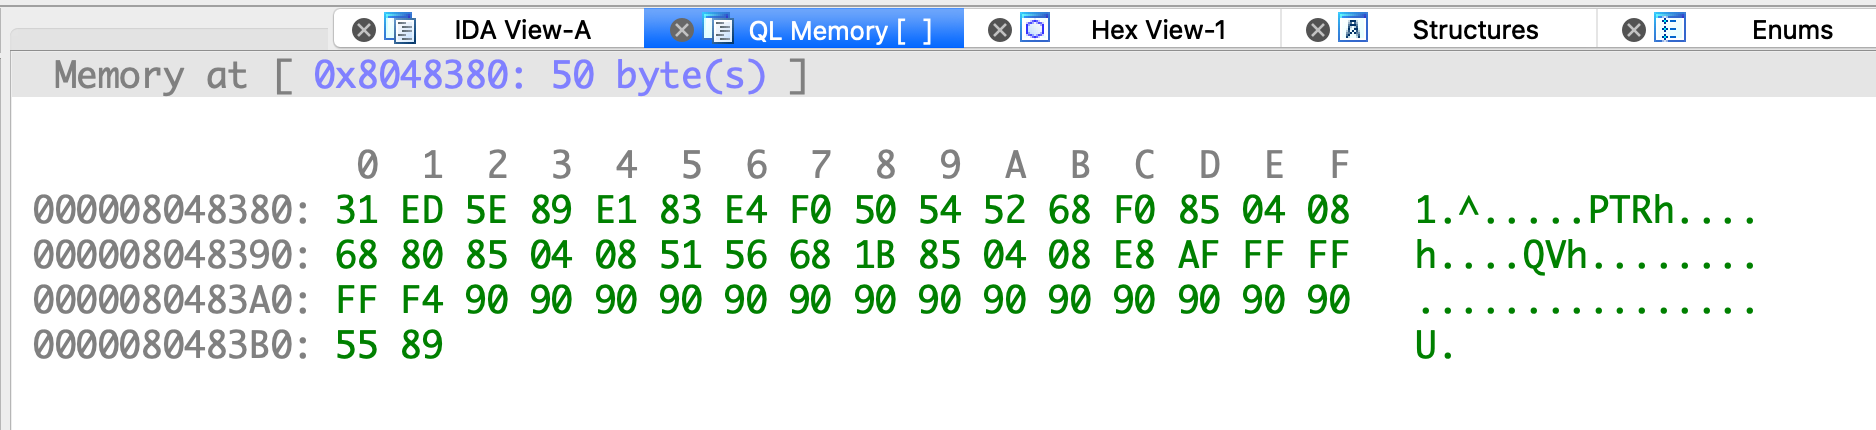 IDA View-A QL Memory [ ] Hex View-1 Structures Enums
Memory at [ 0x8048380: 50 byte(s) ]
0 1 2 3 4 5 6 7 8 9 A B C D E F
000008048380: 31 ED 5E 89 E1 83 E4 F0 50 54 52 68 F0 85 04 08 1.^.....PTRh....
000008048390: 68 80 85 04 08 51 56 68 1B 85 04 08 E8 AF FF FF h....QVh........
0000080483A0: FF F4 90 90 90 90 90 90 90 90 90 90 90 90 90 90 ................
0000080483B0: 55 89 U.